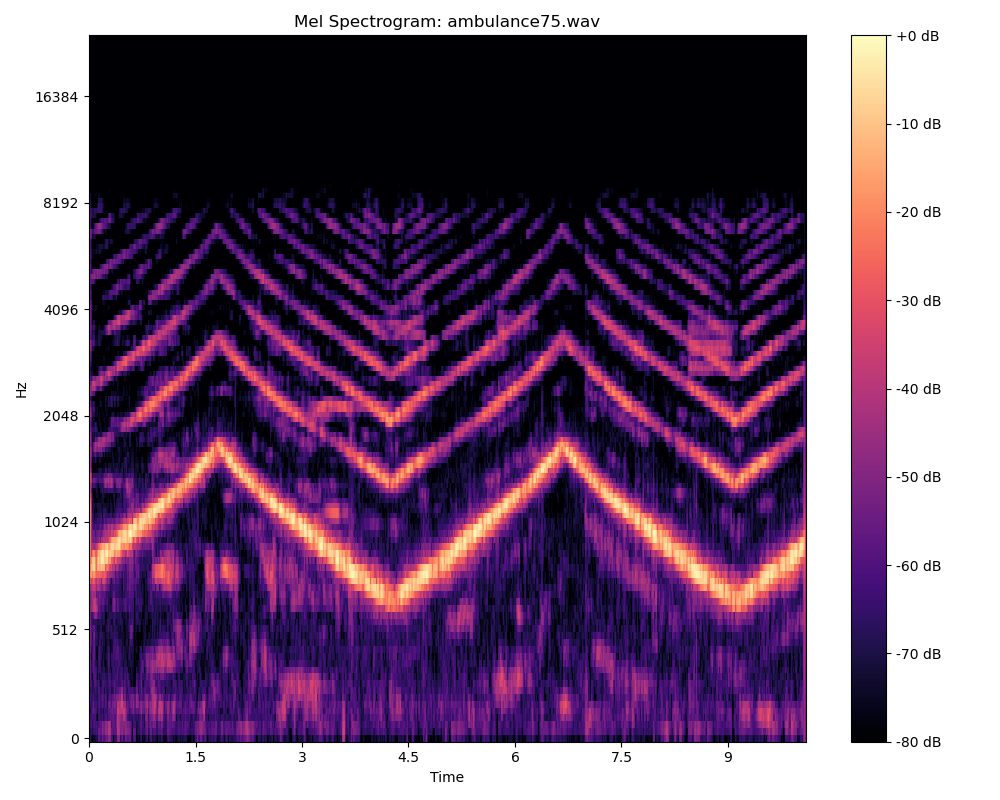 Mel Spectrogram: ambulance75.wav
Hz
16384
8192
4096
2048
1024
512
0
0 1.5 3 4.5 6 7.5 9
Time
+0 dB
-10 dB
-20 dB
-30 dB
-40 dB
-50 dB
-60 dB
-70 dB
-80 dB